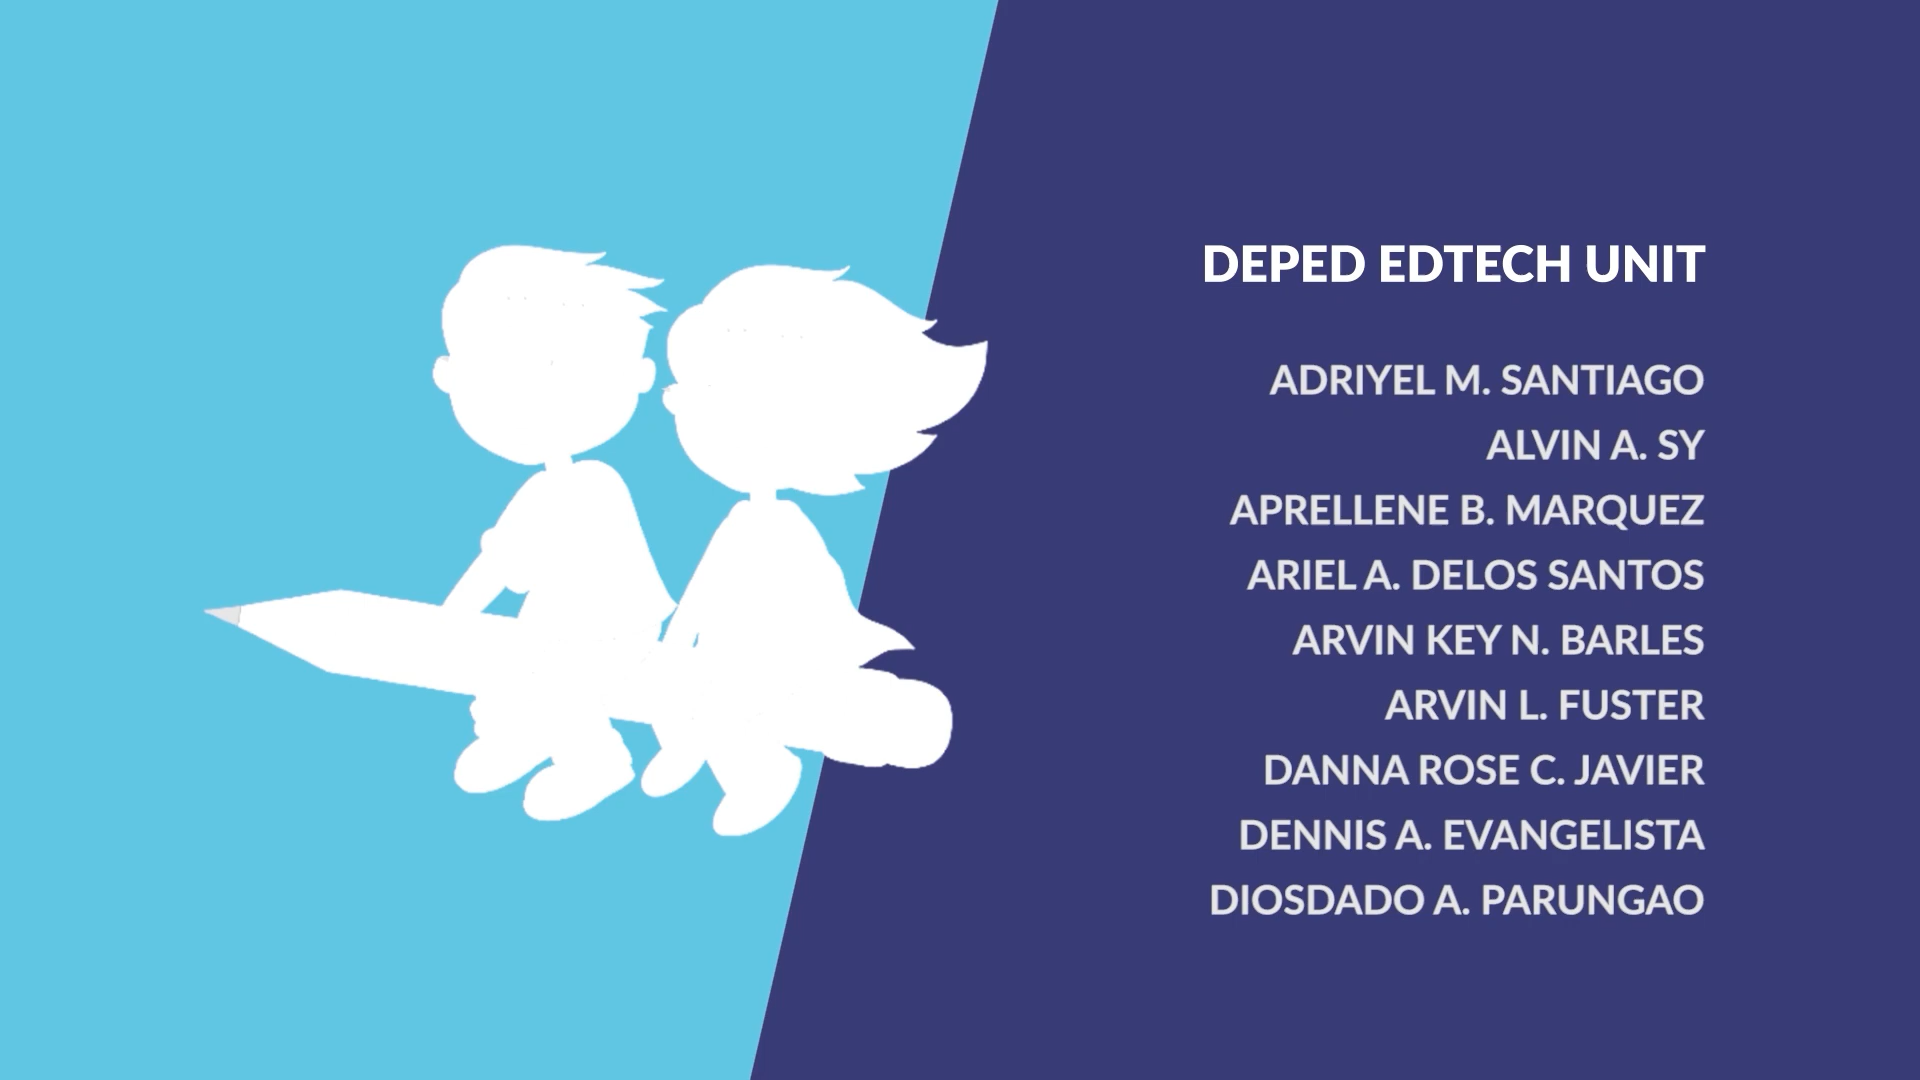 DEPED EDTECH UNIT
ADRIYEL M. SANTIAGO
ALVIN A. SY
APRELLENE B. MARQUEZ
ARIEL A. DELOS SANTOS
ARVIN KEY N. BARLES
ARVIN L. FUSTER
DANNA ROSE C. JAVIER
DENNIS A. EVANGELISTA
DIOSDADO A. PARUNGAO